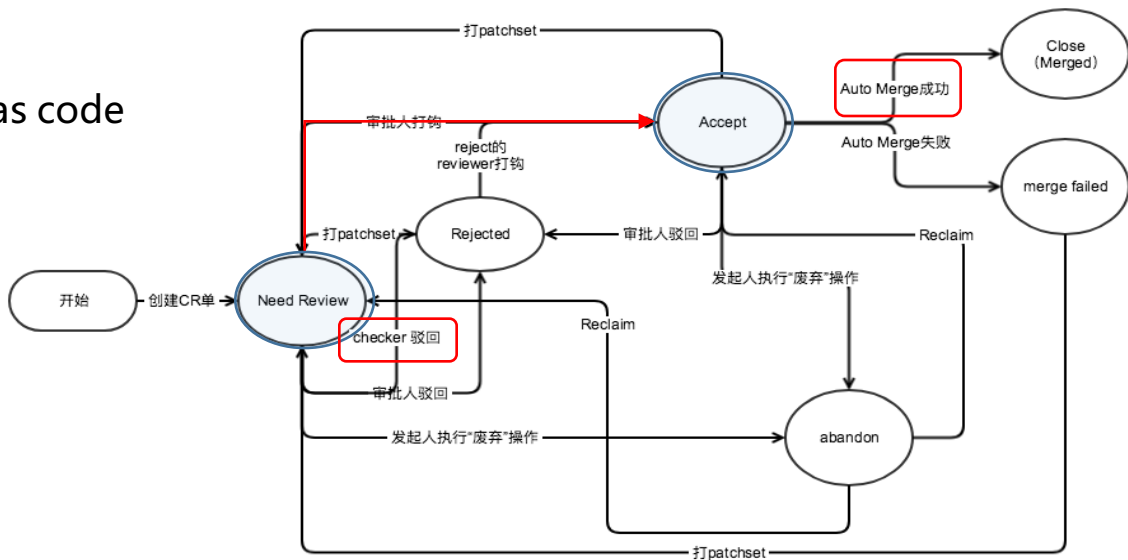 打patchset
Close
(Merged)
as code
Auto Merge成功
审批人打钩
Accept
Auto Merge失败
reject的
reviewer打钩
merge failed
打patchset
Rejected
审批人驳回
Reclaim
发起人执行“废弃”操作
开始
创建CR单
Need Review
Reclaim
checker 驳回
审批人驳回
发起人执行“废弃”操作
abandon
打patchset